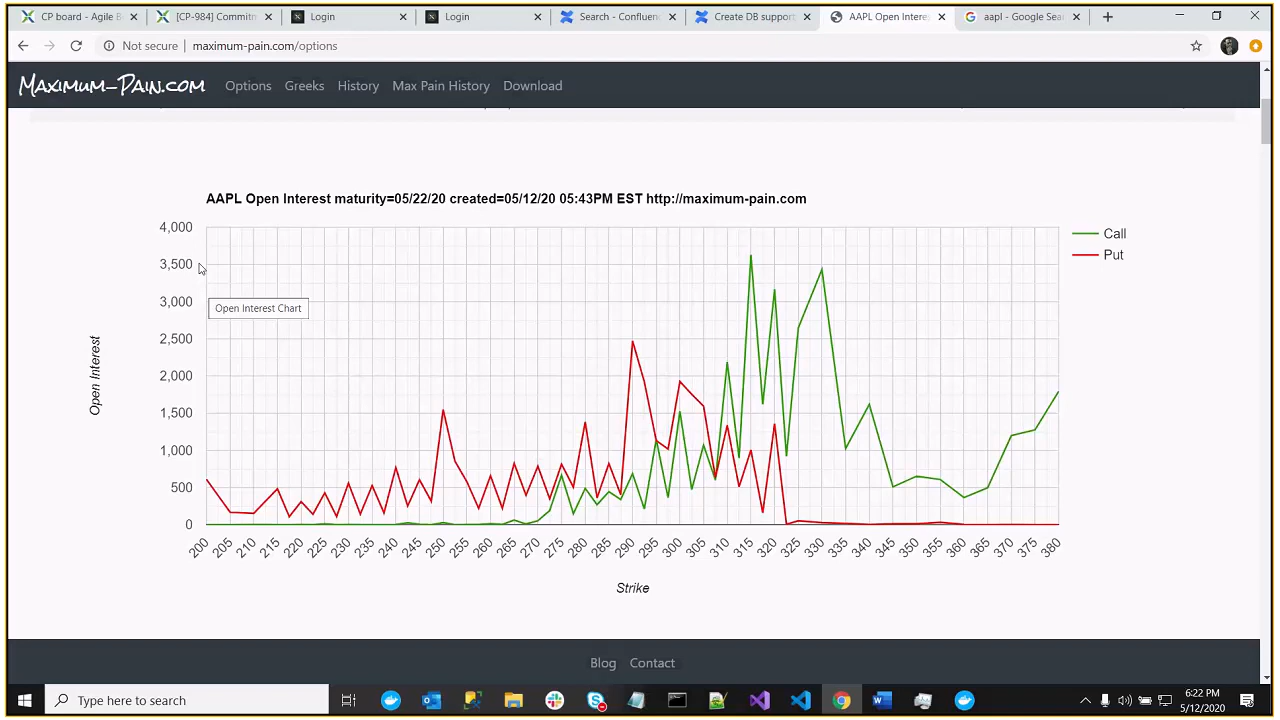 CP board - Agile B
[CP-984] Commitm
Login
Login
Search - Confluenc
Create DB support
AAPL Open Interes
aapl - Google Sea
Not secure
maximum-pain.com/options
Maximum-Pain.com
Options
Greeks
History
Max Pain History
Download
AAPL Open Interest maturity=05/22/20 created=05/12/20 05:43PM EST http://maximum-pain.com
Call
Put
4,000
3,500
3,000
2,500
2,000
1,500
1,000
500
0
Open Interest Chart
Open Interest
200
205
210
215
220
225
230
235
240
245
250
255
260
265
270
275
280
285
290
295
300
305
310
315
320
325
330
335
340
345
350
355
360
365
370
375
380
Strike
Blog
Contact
Type here to search
6:22 PM
5/12/2020